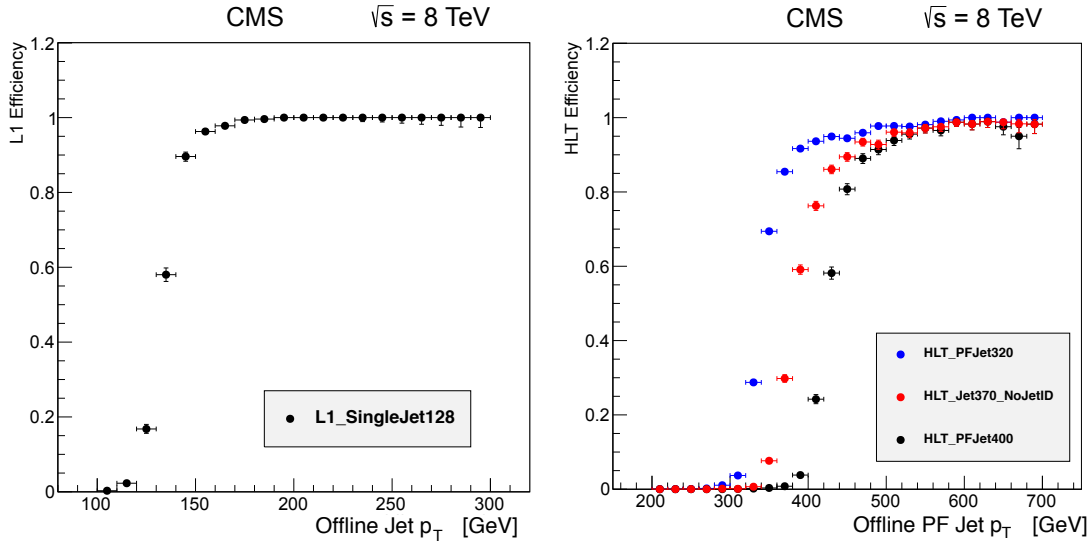 CMS √s = 8 TeV
L1 Efficiency
1.2
1
0.8
0.6
0.4
0.2
0
L1_SingleJet128
100 150 200 250 300
Offline Jet p_T [GeV]
CMS √s = 8 TeV
HLT Efficiency
1.2
1
0.8
0.6
0.4
0.2
0
HLT_PFJet320
HLT_Jet370_NoJetID
HLT_PFJet400
200 300 400 500 600 700
Offline PF Jet p_T [GeV]